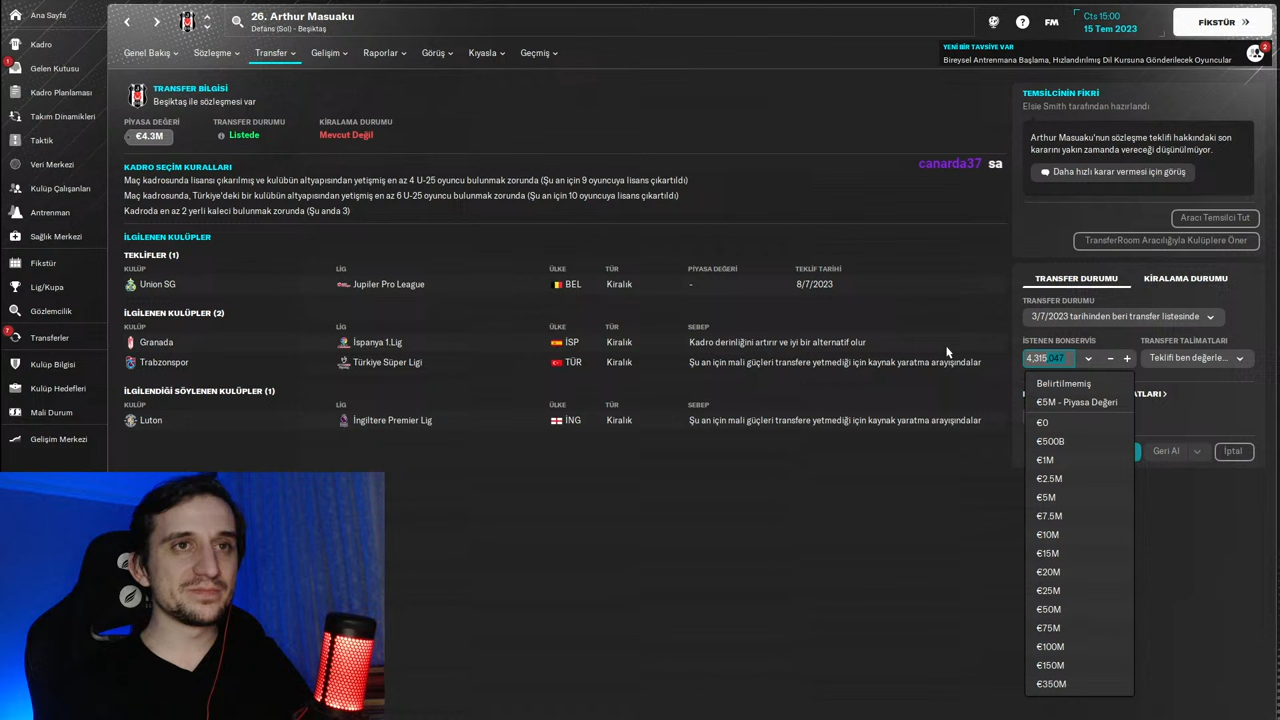 Ana Sayfa
Kadro
1
Gelen Kutusu
Kadro Planlaması
Takım Dinamikleri
Taktik
Veri Merkezi
Kulüp Çalışanları
Antrenman
Sağlık Merkezi
Fikstür
Lig/Kupa
Gözlemcilik
7
Transferler
Kulüp Bilgisi
Kulüp Hedefleri
Mali Durum
Gelişim Merkezi
26. Arthur Masuaku
Defans (Sol) - Beşiktaş
FM
Cts 15:00
15 Tem 2023
FİKSTÜR
Genel Bakış
Sözleşme
Transfer
Gelişim
Raporlar
Görüş
Kıyasla
Geçmiş
YENİ BİR TAVSİYE VAR
Bireysel Antrenmana Başlama, Hızlandırılmış Dil Kursuna Gönderilecek Oyuncular
2
TRANSFER BİLGİSİ
Beşiktaş ile sözleşmesi var
PİYASA DEĞERİ TRANSFER DURUMU KİRALAMA DURUMU
€4.3M Listede Mevcut Değil
KADRO SEÇİM KURALLARI
canarda37 sa
Maç kadrosunda lisansı çıkarılmış ve kulübün altyapısından yetişmiş en az 4 U-25 oyuncu bulunmak zorunda (Şu an için 9 oyuncuya lisans çıkartıldı)
Maç kadrosunda, Türkiye'deki bir kulübün altyapısından yetişmiş en az 6 U-25 oyuncu bulunmak zorunda (Şu an için 10 oyuncuya lisans çıkartıldı)
Kadroda en az 2 yerli kaleci bulunmak zorunda (Şu anda 3)
İLGİLENEN KULÜPLER
TEKLİFLER (1)
KULÜP LİG ÜLKE TÜR PİYASA DEĞERİ TEKLİF TARİHİ
Union SG Jupiler Pro League BEL Kiralık - 8/7/2023
İLGİLENEN KULÜPLER (2)
KULÜP LİG ÜLKE TÜR SEBEP
Granada İspanya 1.Lig İSP Kiralık Kadro derinliğini artırır ve iyi bir alternatif olur
Trabzonspor Türkiye Süper Ligi TÜR Kiralık Şu an için mali güçleri transfere yetmediği için kaynak yaratma arayışındalar
İLGİLENDİĞİ SÖYLENEN KULÜPLER (1)
KULÜP LİG ÜLKE TÜR SEBEP
Luton İngiltere Premier Lig İNG Kiralık Şu an için mali güçleri transfere yetmediği için kaynak yaratma arayışındalar
TEMSİLCİNİN FİKRİ
Elsie Smith tarafından hazırlandı
Arthur Masuaku'nun sözleşme teklifi hakkındaki son
kararını yakın zamanda vereceği düşünülmüyor.
Daha hızlı karar vermesi için görüş
Aracı Temsilci Tut
TransferRoom Aracılığıyla Kulüplere Öner
TRANSFER DURUMU KİRALAMA DURUMU
TRANSFER DURUMU
3/7/2023 tarihinden beri transfer listesinde
İSTENEN BONSERVİS TRANSFER TALİMATLARI
4,315,047 Teklifi ben değerle...
Belirtilmemiş
€5M - Piyasa Değeri
€0
€500B
€1M
€2.5M
€5M
€7.5M
€10M
€15M
€20M
€25M
€50M
€75M
€100M
€150M
€350M
Geri Al
İptal